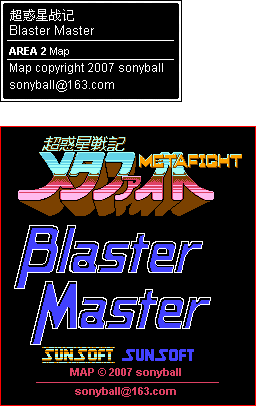 超惑星战记
Blaster Master
AREA 2 Map
Map copyright 2007 sonyball
sonyball@163.com
超惑星戦記
メタファイト METAFIGHT
Blaster
Master
SUNSOFT SUNSOFT
MAP © 2007 sonyball
sonyball@163.com